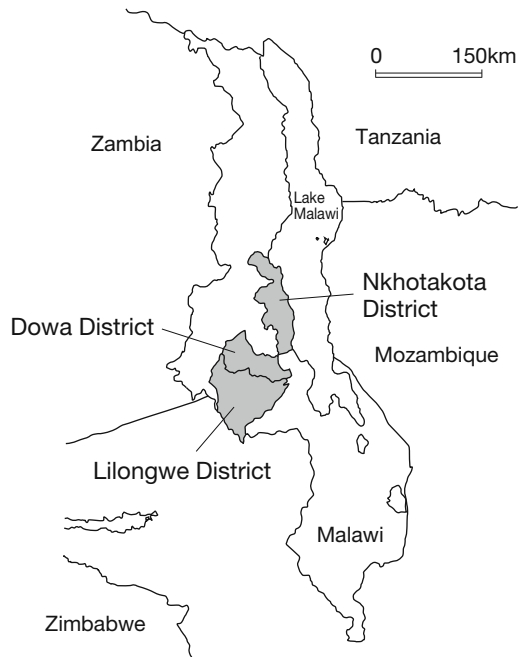 0 150km
Zambia
Tanzania
Lake
Malawi
Nkhotakota
District
Dowa District
Mozambique
Lilongwe District
Malawi
Zimbabwe